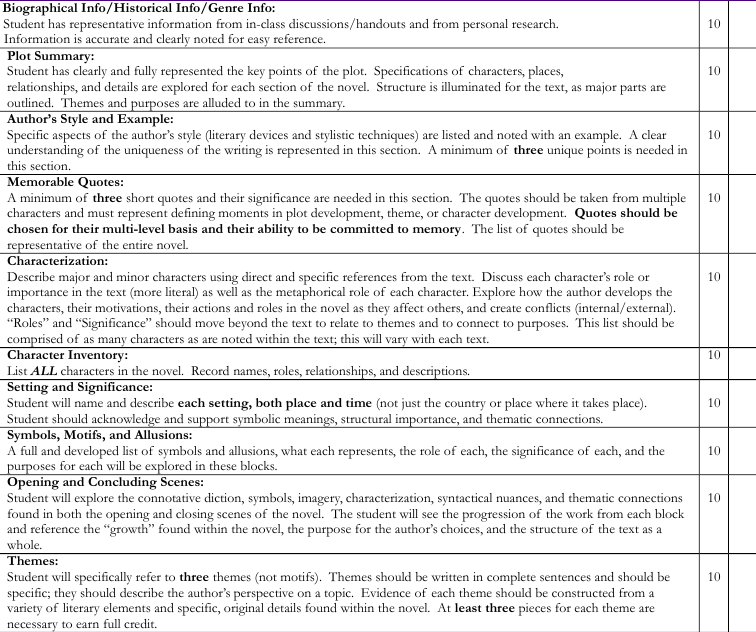 Biographical Info/Historical Info/Genre Info:
Student has representative information from in-class discussions/handouts and from personal research.
Information is accurate and clearly noted for easy reference.
10
Plot Summary:
Student has clearly and fully represented the key points of the plot.  Specifications of characters, places,
relationships, and details are explored for each section of the novel.  Structure is illuminated for the text, as major parts are
outlined.  Themes and purposes are alluded to in the summary.
10
Author's Style and Example:
Specific aspects of the author's style (literary devices and stylistic techniques) are listed and noted with an example.  A clear
understanding of the uniqueness of the writing is represented in this section.  A minimum of three unique points is needed in
this section.
10
Memorable Quotes:
A minimum of three short quotes and their significance are needed in this section.  The quotes should be taken from multiple
characters and must represent defining moments in plot development, theme, or character development.  Quotes should be
chosen for their multi-level basis and their ability to be committed to memory.  The list of quotes should be
representative of the entire novel.
10
Characterization:
Describe major and minor characters using direct and specific references from the text.  Discuss each character's role or
importance in the text (more literal) as well as the metaphorical role of each character. Explore how the author develops the
characters, their motivations, their actions and roles in the novel as they affect others, and create conflicts (internal/external).
"Roles" and "Significance" should move beyond the text to relate to themes and to connect to purposes.  This list should be
comprised of as many characters as are noted within the text; this will vary with each text.
10
Character Inventory:
List ALL characters in the novel.  Record names, roles, relationships, and descriptions.
10
Setting and Significance:
Student will name and describe each setting, both place and time (not just the country or place where it takes place).
Student should acknowledge and support symbolic meanings, structural importance, and thematic connections.
10
Symbols, Motifs, and Allusions:
A full and developed list of symbols and allusions, what each represents, the role of each, the significance of each, and the
purposes for each will be explored in these blocks.
10
Opening and Concluding Scenes:
Student will explore the connotative diction, symbols, imagery, characterization, syntactical nuances, and thematic connections
found in both the opening and closing scenes of the novel.  The student will see the progression of the work from each block
and reference the "growth" found within the novel, the purpose for the author's choices, and the structure of the text as a
whole.
10
Themes:
Student will specifically refer to three themes (not motifs).  Themes should be written in complete sentences and should be
specific; they should describe the author's perspective on a topic.  Evidence of each theme should be constructed from a
variety of literary elements and specific, original details found within the novel.  At least three pieces for each theme are
necessary to earn full credit.
10